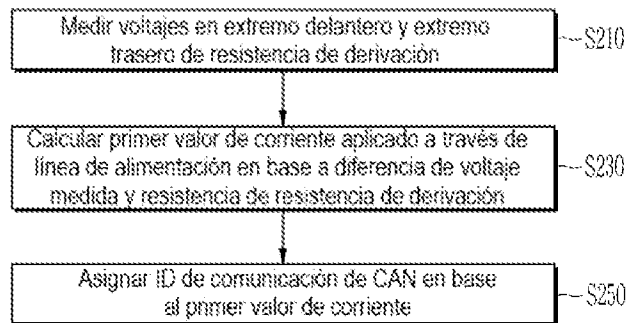 Medir voltajes en extremo delantero y extremo
trasero de resistencia de derivación
S210
Calcular primer valor de corriente aplicado a través de
línea de alimentación en base a diferencia de voltaje
medida y resistencia de resistencia de derivación
S230
Asignar ID de comunicación de CAN en base
al primer valor de corriente
S250